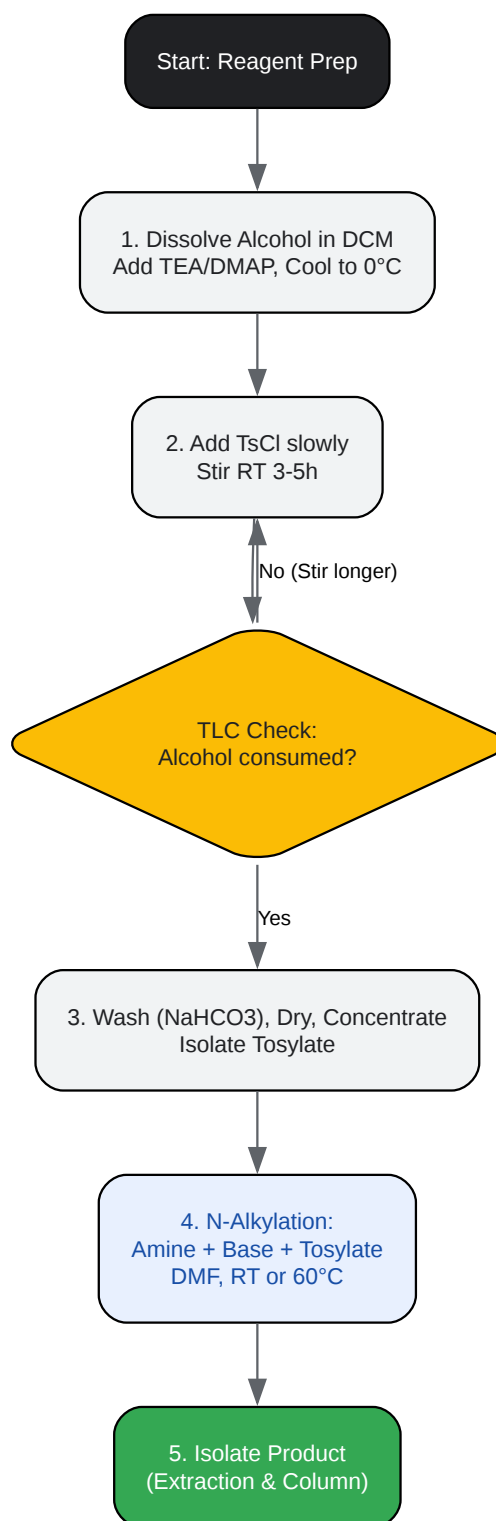 Start: Reagent Prep
1. Dissolve Alcohol in DCM
Add TEA/DMAP, Cool to 0°C
2. Add TsCl slowly
Stir RT 3-5h
No (Stir longer)
TLC Check:
Alcohol consumed?
Yes
3. Wash (NaHCO3), Dry, Concentrate
Isolate Tosylate
4. N-Alkylation:
Amine + Base + Tosylate
DMF, RT or 60°C
5. Isolate Product
(Extraction & Column)